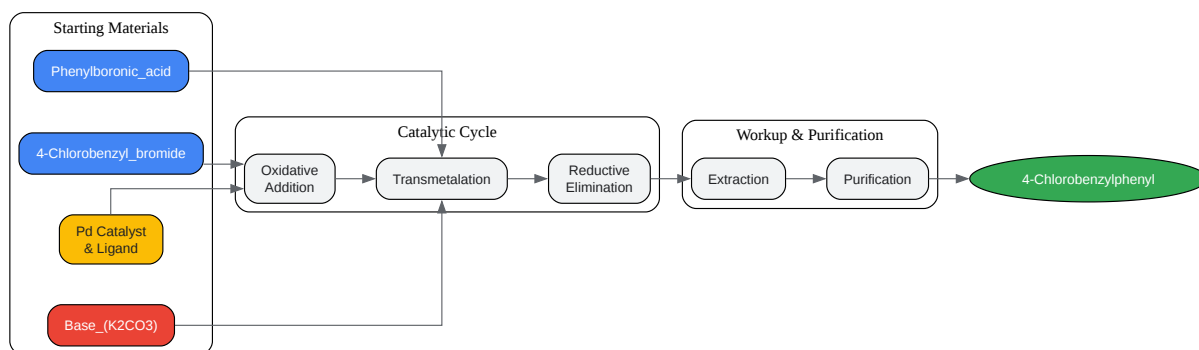 Starting Materials
Phenylboronic_acid
4-Chlorobenzyl_bromide
Pd Catalyst
& Ligand
Base_(K2CO3)
Catalytic Cycle
Oxidative
Addition
Transmetalation
Reductive
Elimination
Workup & Purification
Extraction
Purification
4-Chlorobenzylphenyl